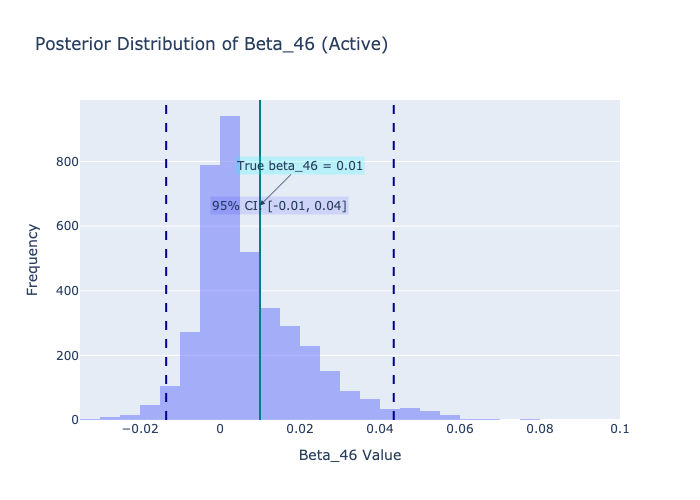 Posterior Distribution of Beta_46 (Active)
True beta_46 = 0.01
95% CI: [-0.01, 0.04]
Frequency
800
600
400
200
0
−0.02
0
0.02
0.04
0.06
0.08
0.1
Beta_46 Value